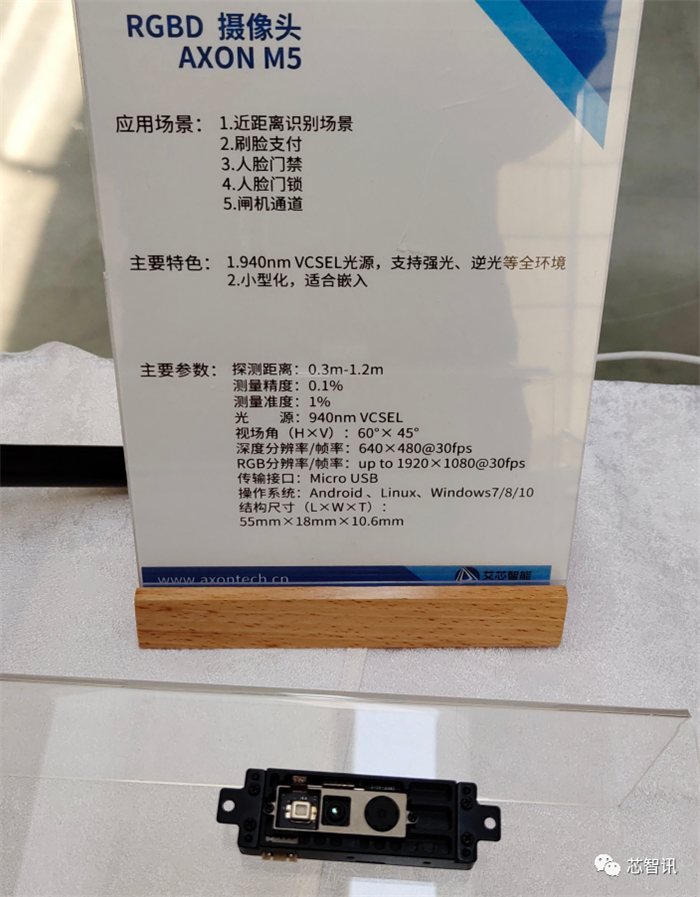 RGBD 摄像头
AXON M5
应用场景：1.近距离识别场景
2.刷脸支付
3.人脸门禁
4.人脸门锁
5.闸机通道
主要特色：1.940nm VCSEL光源，支持强光、逆光等全环境
2.小型化，适合嵌入
主要参数：探测距离：0.3m-1.2m
测量精度：0.1%
测量准度：1%
光 源：940nm VCSEL
视场角（H×V）：60°×45°
深度分辨率/帧率：640×480@30fps
RGB分辨率/帧率：up to 1920×1080@30fps
传输接口：Micro USB
操作系统：Android、Linux、Windows7/8/10
结构尺寸（L×W×T）：
55mm×18mm×10.6mm
www.axontech.cn 艾芯智能
芯智讯